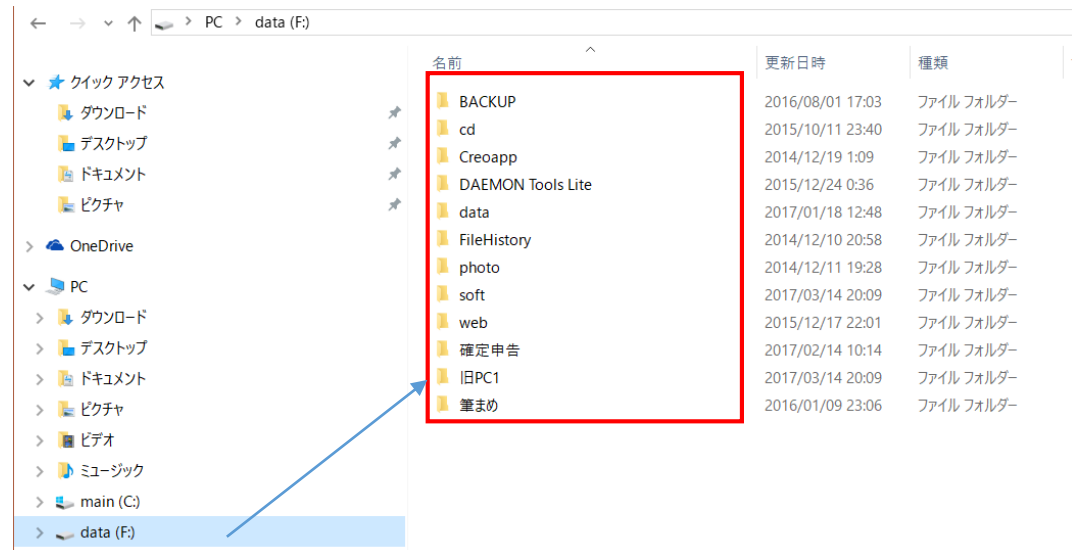 PC > data (F:)
名前 更新日時 種類
クイック アクセス
ダウンロード
デスクトップ
ドキュメント
ピクチャ
OneDrive
PC
ダウンロード
デスクトップ
ドキュメント
ピクチャ
ビデオ
ミュージック
main (C:)
data (F:)
BACKUP 2016/08/01 17:03 ファイル フォルダー
cd 2015/10/11 23:40 ファイル フォルダー
Creoapp 2014/12/19 1:09 ファイル フォルダー
DAEMON Tools Lite 2015/12/24 0:36 ファイル フォルダー
data 2017/01/18 12:48 ファイル フォルダー
FileHistory 2014/12/10 20:58 ファイル フォルダー
photo 2014/12/11 19:28 ファイル フォルダー
soft 2017/03/14 20:09 ファイル フォルダー
web 2015/12/17 22:01 ファイル フォルダー
確定申告 2017/02/14 10:14 ファイル フォルダー
旧PC1 2017/03/14 20:09 ファイル フォルダー
筆まめ 2016/01/09 23:06 ファイル フォルダー